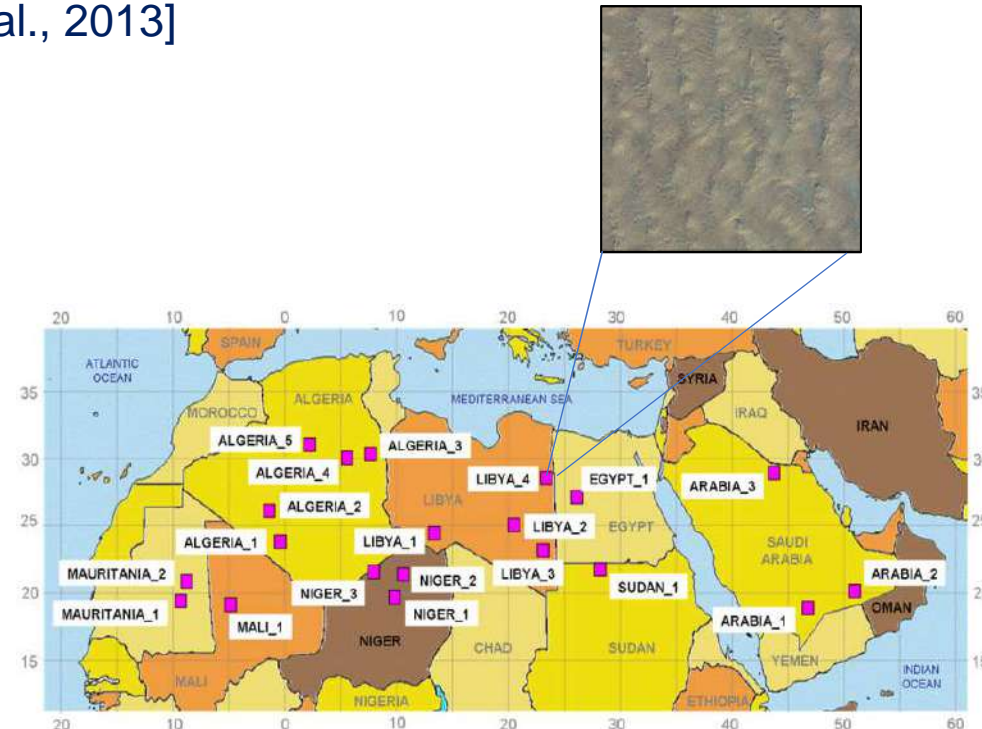 al., 2013]
20 10 0 10 20 30 40 50 60
SPAIN
TURKEY
ATLANTIC
OCEAN
SYRIA
35
MOROCCO
ALGERIA
MEDITERRANEAN SEA
IRAQ
IRAN
ALGERIA_5
ALGERIA_3
30
ALGERIA_4
LIBYA_4
EGYPT_1
ARABIA_3
LIBYA
ALGERIA_2
25
LIBYA_2
EGYPT
ALGERIA_1
LIBYA_1
SAUDI
ARABIA
MAURITANIA_2
NIGER_3
NIGER_2
LIBYA_3
SUDAN_1
ARABIA_2
20
MAURITANIA_1
MALI_1
NIGER_1
ARABIA_1
OMAN
NIGER
CHAD
SUDAN
YEMEN
15
MALI
INDIAN
OCEAN
NIGERIA
ETHIOPIA
20 10 0 10 20 30 40 50 60